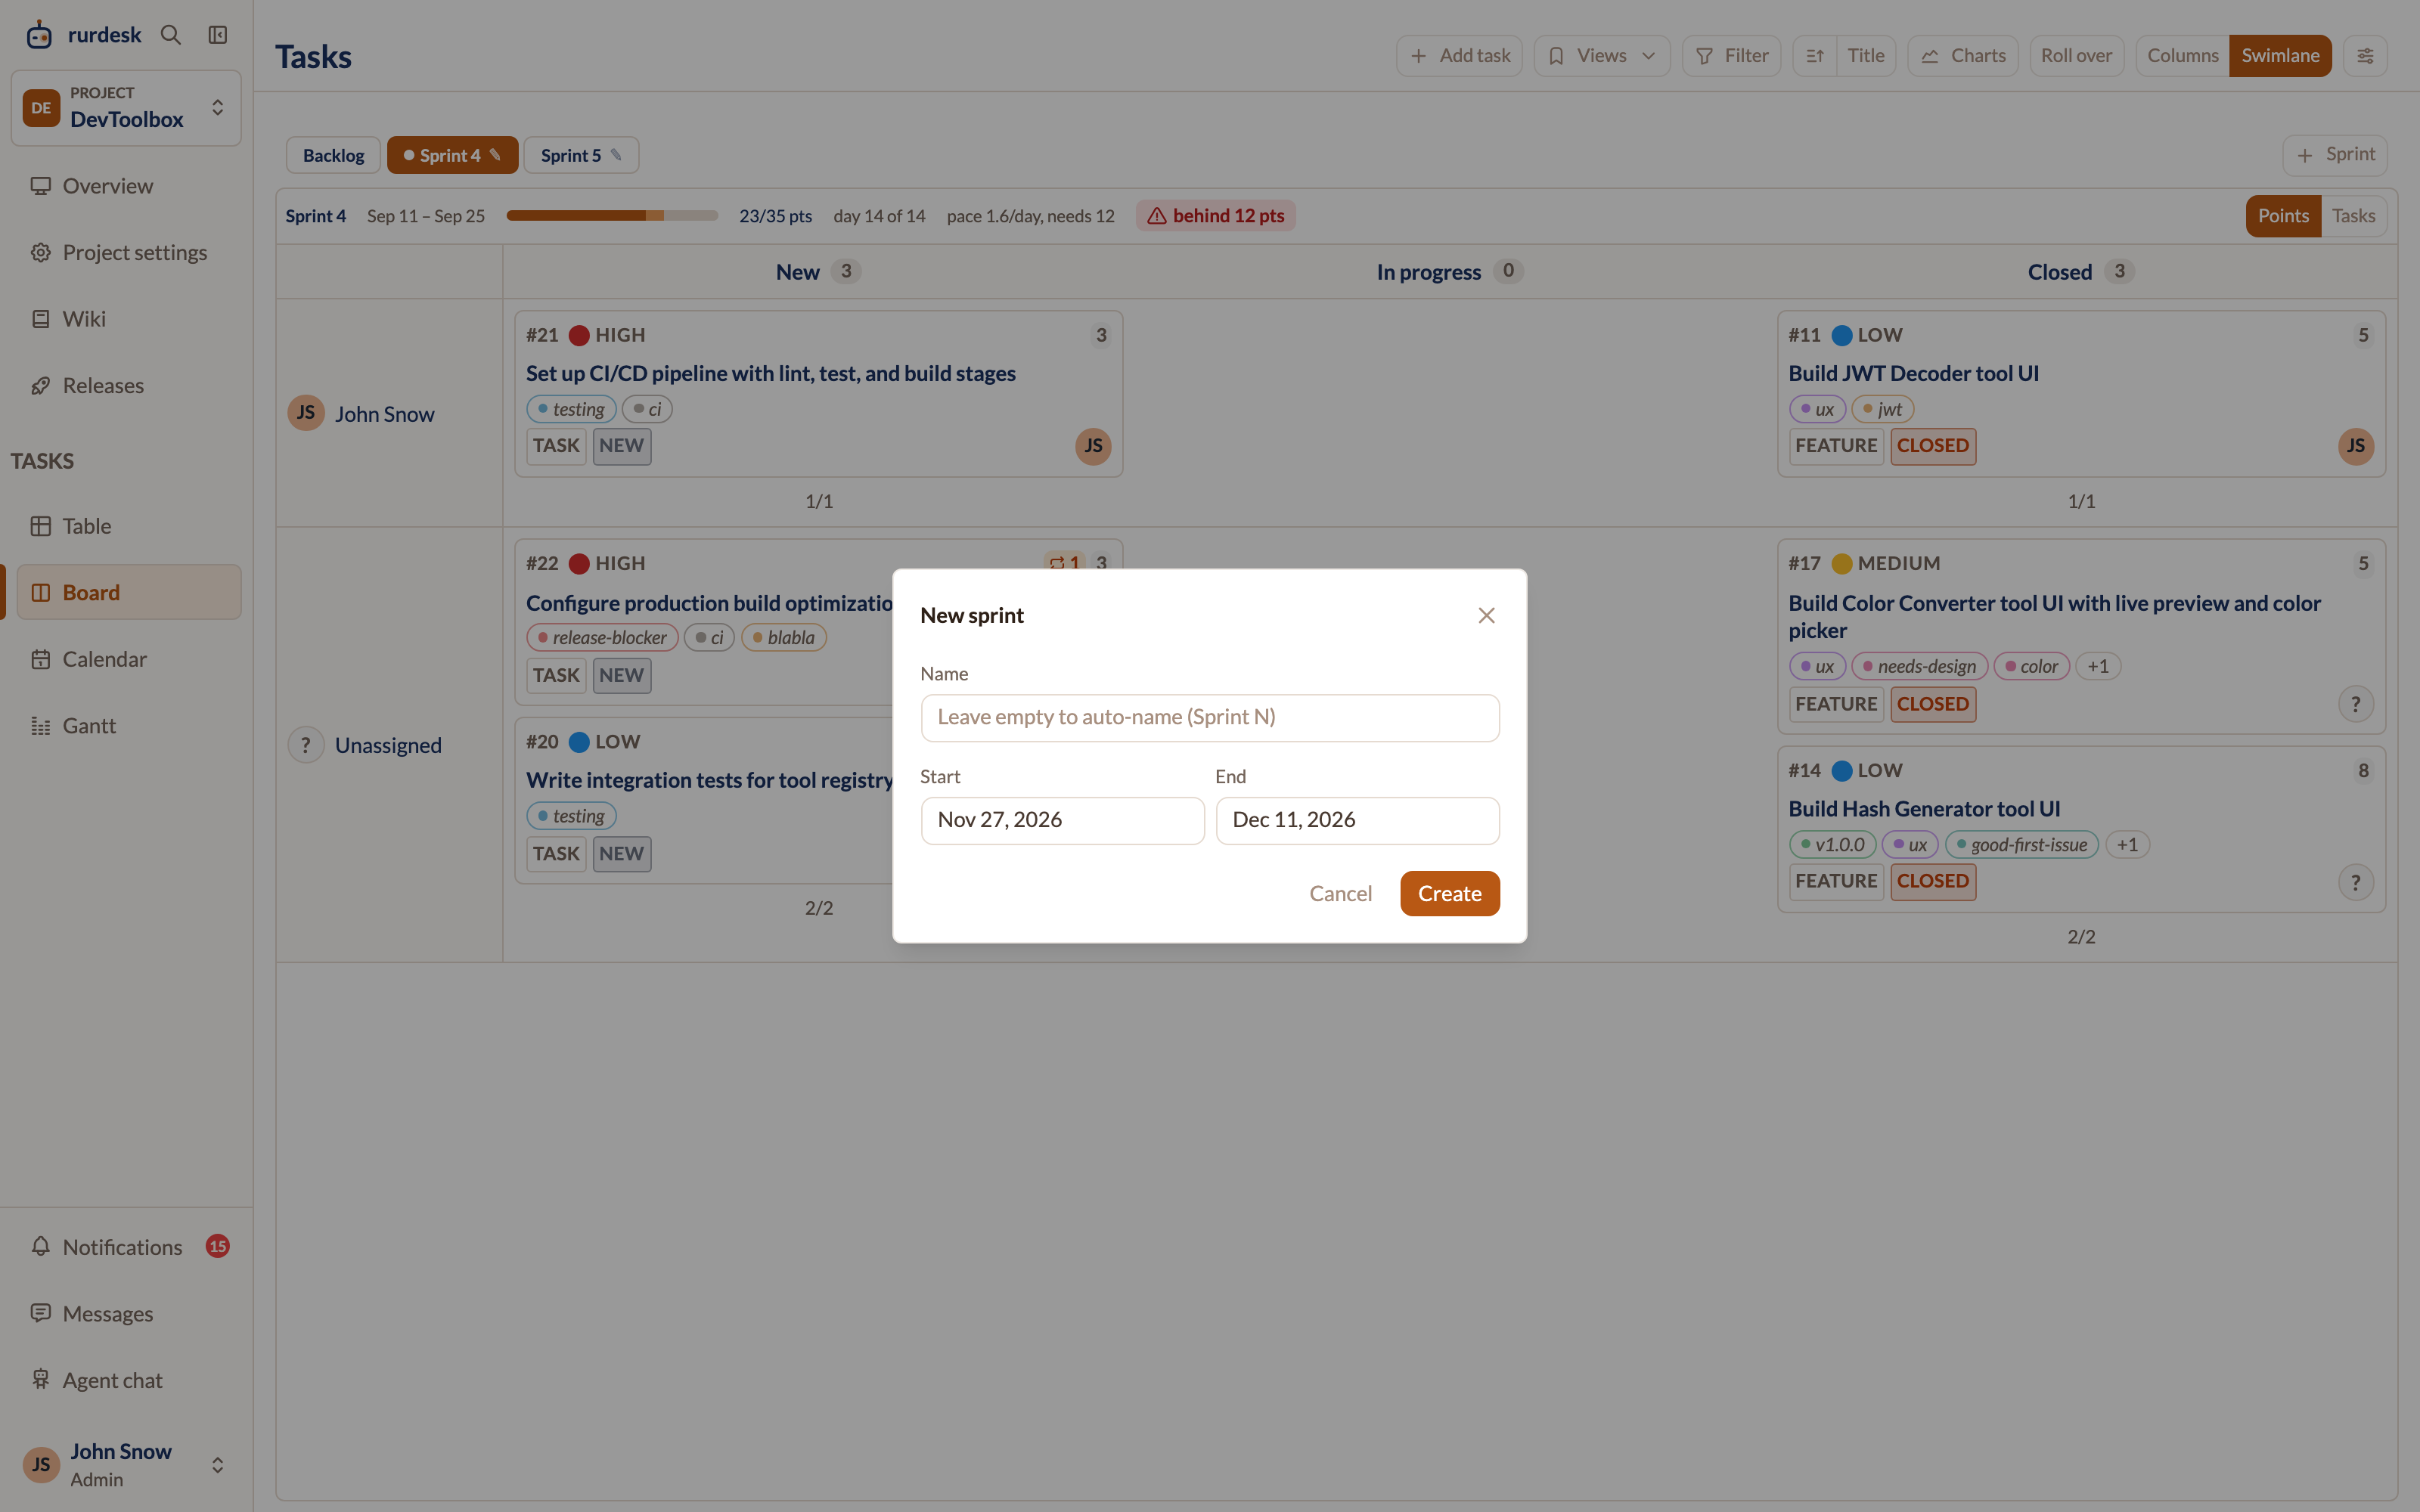 rurdesk
DE
PROJECT
DevToolbox
Overview
Project settings
Wiki
Releases
TASKS
Table
Board
Calendar
Gantt
Notifications 15
Messages
Agent chat
JS
John Snow
Admin
Tasks
Add task
Views
Filter
Title
Charts
Roll over
Columns
Swimlane
Backlog
Sprint 4
Sprint 5
Sprint
Sprint 4 Sep 11 – Sep 25 23/35 pts day 14 of 14 pace 1.6/day, needs 12 behind 12 pts
Points Tasks
New 3
In progress 0
Closed 3
JS John Snow
#21 HIGH 3
Set up CI/CD pipeline with lint, test, and build stages
testing ci
TASK NEW JS
1/1
#11 LOW 5
Build JWT Decoder tool UI
ux jwt
FEATURE CLOSED JS
1/1
? Unassigned
#22 HIGH 1 3
Configure production build optimizatio
release-blocker ci blabla
TASK NEW
#20 LOW
Write integration tests for tool registry
testing
TASK NEW
2/2
#17 MEDIUM 5
Build Color Converter tool UI with live preview and color
picker
ux needs-design color +1
FEATURE CLOSED ?
#14 LOW 8
Build Hash Generator tool UI
v1.0.0 ux good-first-issue +1
FEATURE CLOSED ?
2/2
New sprint
Name
Leave empty to auto-name (Sprint N)
Start End
Nov 27, 2026 Dec 11, 2026
Cancel Create